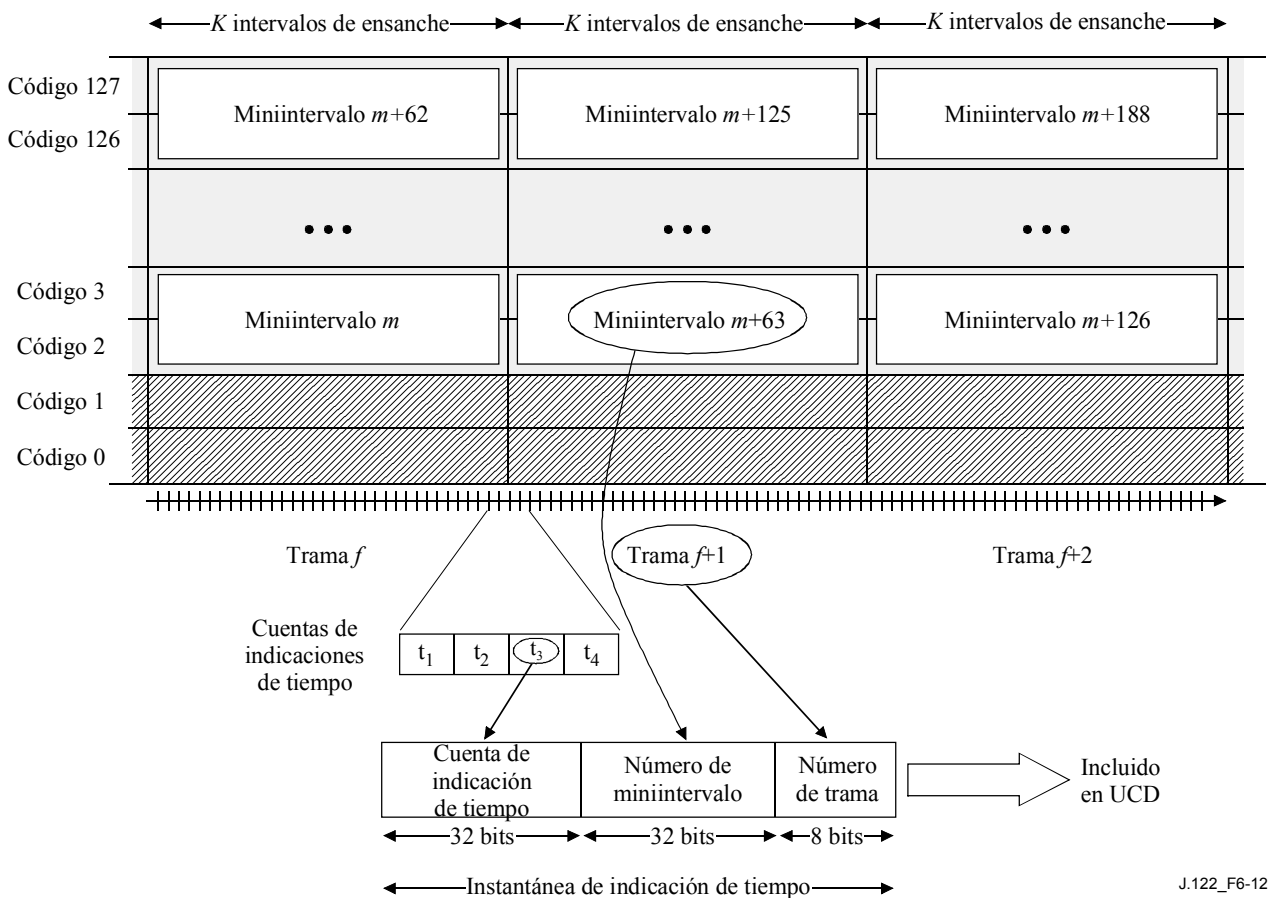 K intervalos de ensanche K intervalos de ensanche K intervalos de ensanche
Código 127
Miniintervalo m+62 Miniintervalo m+125 Miniintervalo m+188
Código 126
••• ••• •••
Código 3
Miniintervalo m Miniintervalo m+63 Miniintervalo m+126
Código 2
Código 1
Código 0
Trama f Trama f+1 Trama f+2
Cuentas de
indicaciones
de tiempo
t1 t2 t3 t4
Cuenta de
indicación
de tiempo
Número de
miniintervalo
Número
de trama
Incluido
en UCD
32 bits 32 bits 8 bits
Instantánea de indicación de tiempo
J.122_F6-12